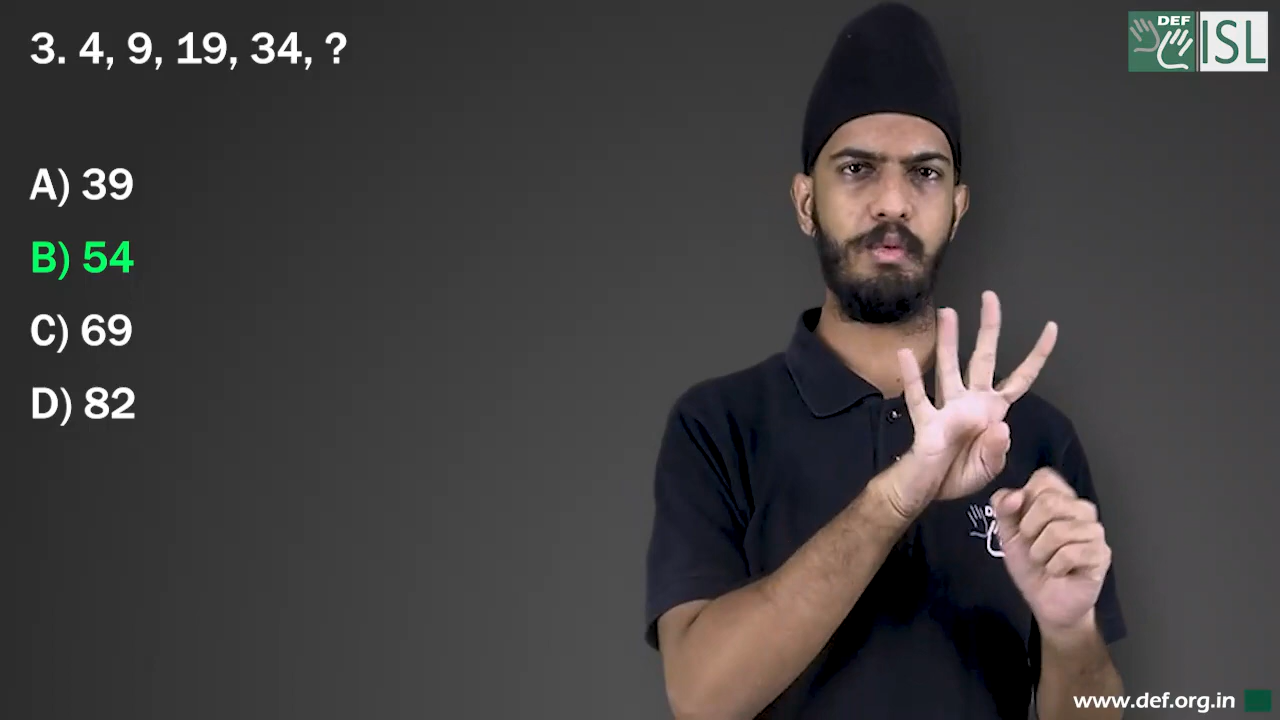 3. 4, 9, 19, 34, ?
A) 39
B) 54
C) 69
D) 82
DEF
ISL
www.def.org.in